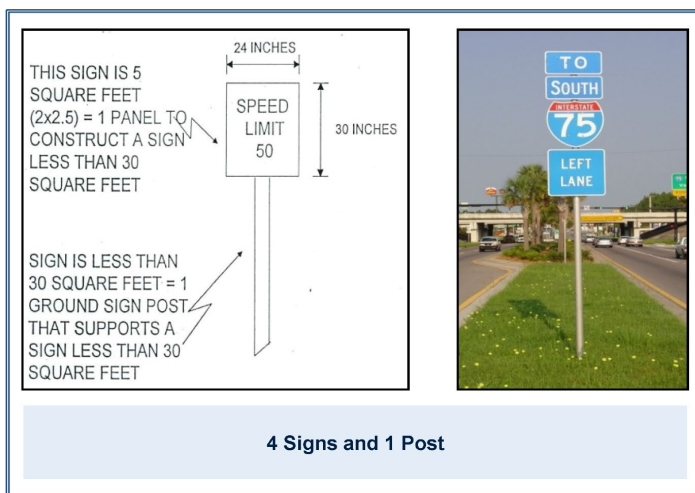 24 INCHES
THIS SIGN IS 5
SQUARE FEET
(2x2.5) = 1 PANEL TO
CONSTRUCT A SIGN
LESS THAN 30
SQUARE FEET
SPEED
LIMIT
50
30 INCHES
SIGN IS LESS THAN
30 SQUARE FEET = 1
GROUND SIGN POST
THAT SUPPORTS A
SIGN LESS THAN 30
SQUARE FEET
TO
SOUTH
INTERSTATE
75
LEFT
LANE
4 Signs and 1 Post